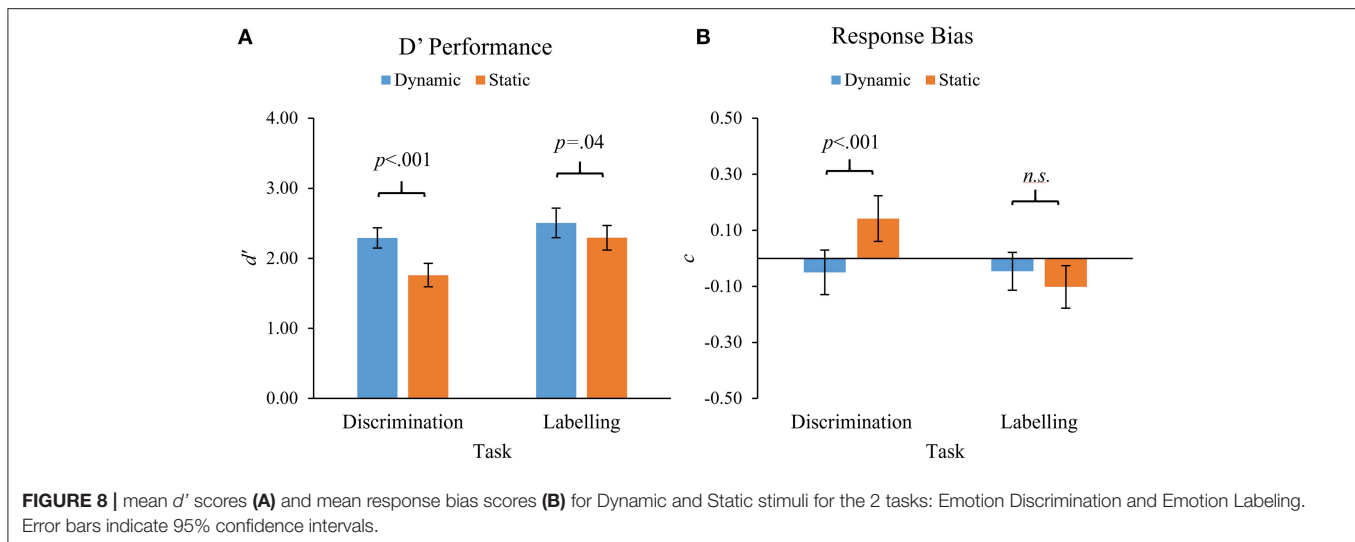 A
D’ Performance
Dynamic Static
4.00
3.00
2.00
1.00
0.00
d'
p<.001
p=.04
Discrimination Labelling
Task
B
Response Bias
Dynamic Static
0.50
0.30
0.10
-0.10
-0.30
-0.50
c
p<.001
n.s.
Discrimination Labelling
Task
FIGURE 8 | mean d’ scores (A) and mean response bias scores (B) for Dynamic and Static stimuli for the 2 tasks: Emotion Discrimination and Emotion Labeling.
Error bars indicate 95% confidence intervals.